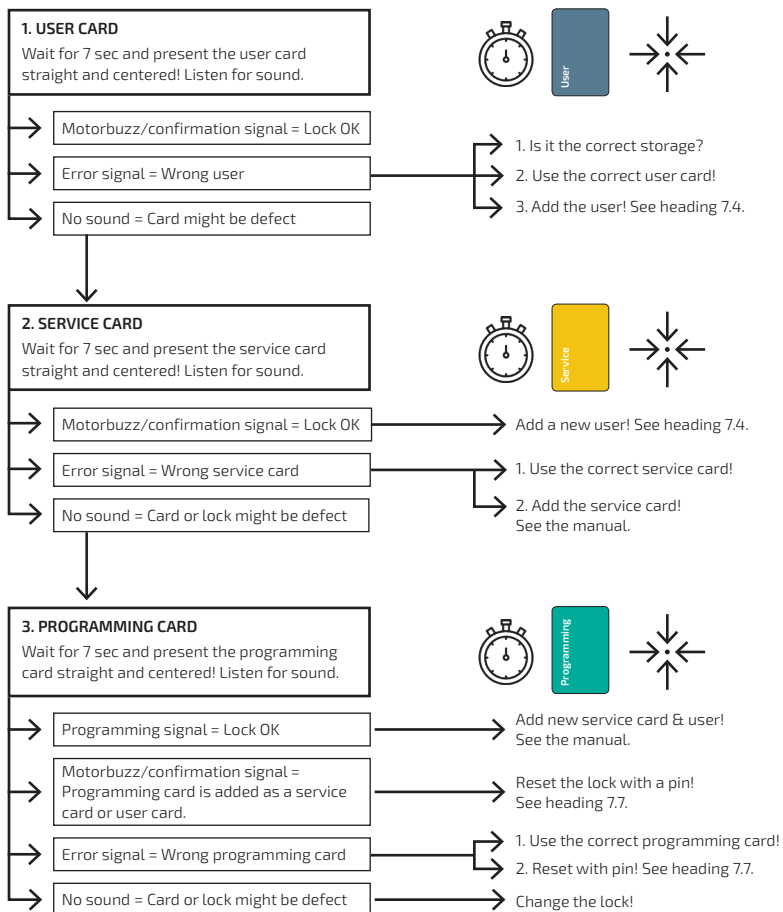 1. USER CARD
Wait for 7 sec and present the user card
straight and centered! Listen for sound.
User
Motorbuzz/confirmation signal = Lock OK
Error signal = Wrong user
No sound = Card might be defect
1. Is it the correct storage?
2. Use the correct user card!
3. Add the user! See heading 7.4.
2. SERVICE CARD
Wait for 7 sec and present the service card
straight and centered! Listen for sound.
Service
Motorbuzz/confirmation signal = Lock OK
Add a new user! See heading 7.4.
Error signal = Wrong service card
1. Use the correct service card!
2. Add the service card!
See the manual.
No sound = Card or lock might be defect
3. PROGRAMMING CARD
Wait for 7 sec and present the programming
card straight and centered! Listen for sound.
Programming
Programming signal = Lock OK
Add new service card & user!
See the manual.
Motorbuzz/confirmation signal =
Programming card is added as a service
card or user card.
Reset the lock with a pin!
See heading 7.7.
Error signal = Wrong programming card
1. Use the correct programming card!
2. Reset with pin! See heading 7.7.
No sound = Card or lock might be defect
Change the lock!